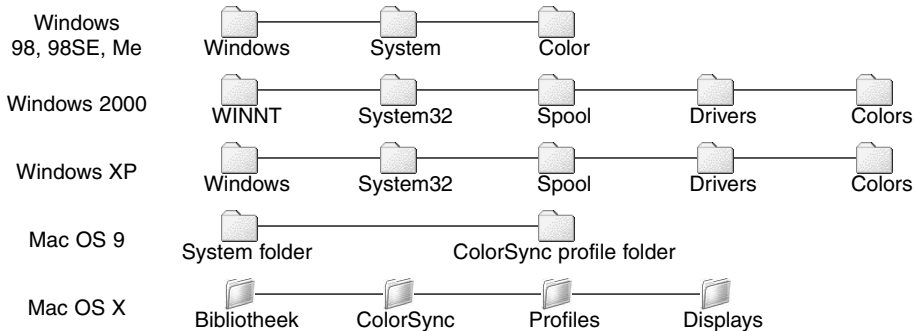 Windows
98, 98SE, Me
Windows System Color
Windows 2000
WINNT System32 Spool Drivers Colors
Windows XP
Windows System32 Spool Drivers Colors
Mac OS 9
System folder ColorSync profile folder
Mac OS X
Bibliotheek ColorSync Profiles Displays